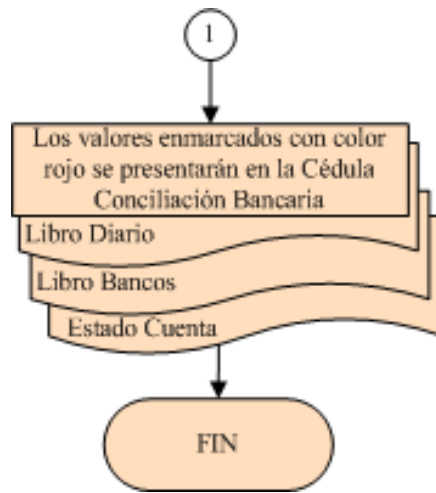 1
Los valores enmarcados con color
rojo se presentarán en la Cédula
Conciliación Bancaria
Libro Diario
Libro Bancos
Estado Cuenta
FIN